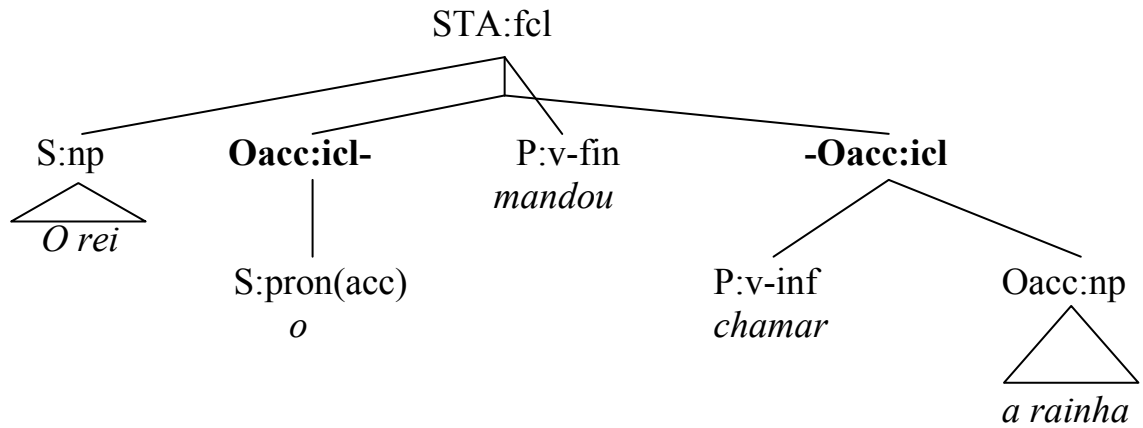 STA:fcl
S:np Oacc:icl- P:v-fin -Oacc:icl
mandou
O rei
S:pron(acc) P:v-inf Oacc:np
o chamar
a rainha